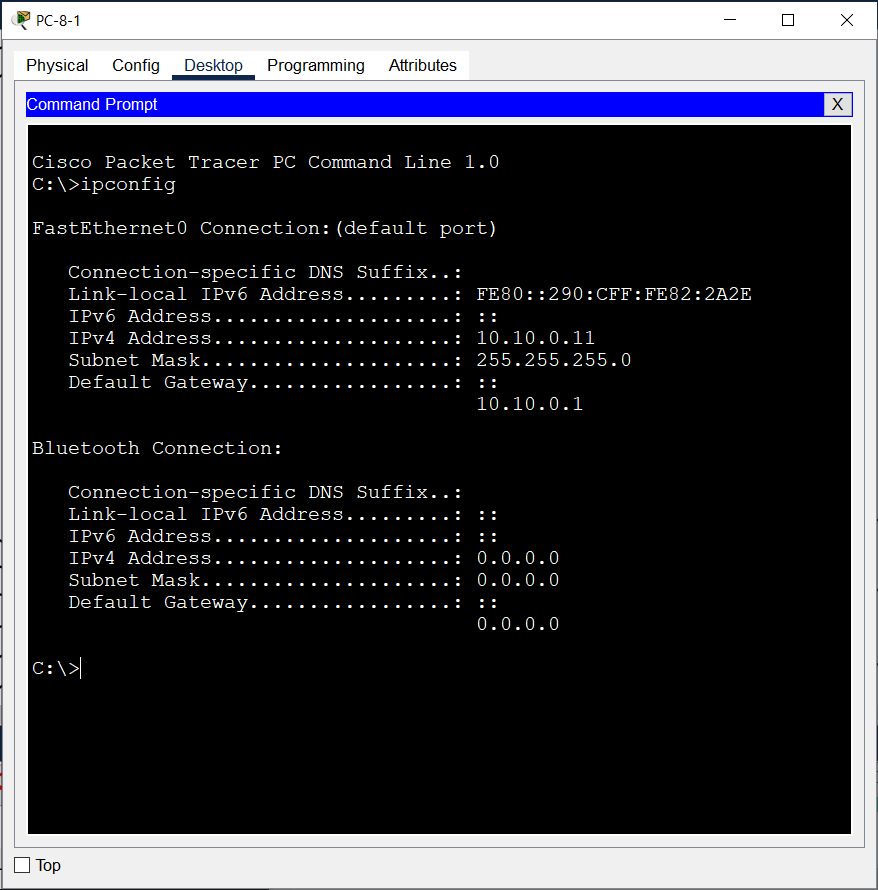 PC-8-1
Physical Config Desktop Programming Attributes
Command Prompt X
Cisco Packet Tracer PC Command Line 1.0
C:\>ipconfig
FastEthernet0 Connection:(default port)
Connection-specific DNS Suffix..:
Link-local IPv6 Address.........: FE80::290:CFF:FE82:2A2E
IPv6 Address....................: ::
IPv4 Address....................: 10.10.0.11
Subnet Mask.....................: 255.255.255.0
Default Gateway.................: ::
10.10.0.1
Bluetooth Connection:
Connection-specific DNS Suffix..:
Link-local IPv6 Address.........: ::
IPv6 Address....................: ::
IPv4 Address....................: 0.0.0.0
Subnet Mask.....................: 0.0.0.0
Default Gateway.................: ::
0.0.0.0
C:\>
Top